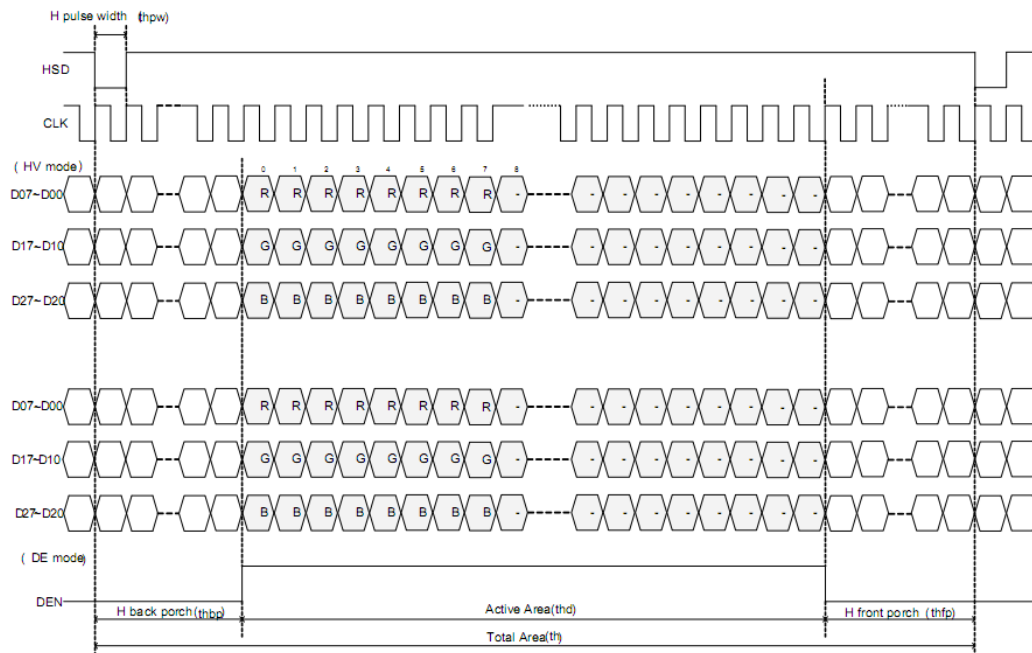 H pulse width (thpw)
HSD
CLK
( HV mode)
0 1 2 3 4 5 6 7 8
D07~D00 R R R R R R R R - - - - - - - - -
D17~D10 G G G G G G G G - - - - - - - - -
D27~D20 B B B B B B B B - - - - - - - - -
D07~D00 R R R R R R R R - - - - - - - - -
D17~D10 G G G G G G G G - - - - - - - - -
D27~D20 B B B B B B B B - - - - - - - - -
( DE mode)
DEN
H back porch(thbp) Active Area(thd) H front porch (thfp)
Total Area(th)